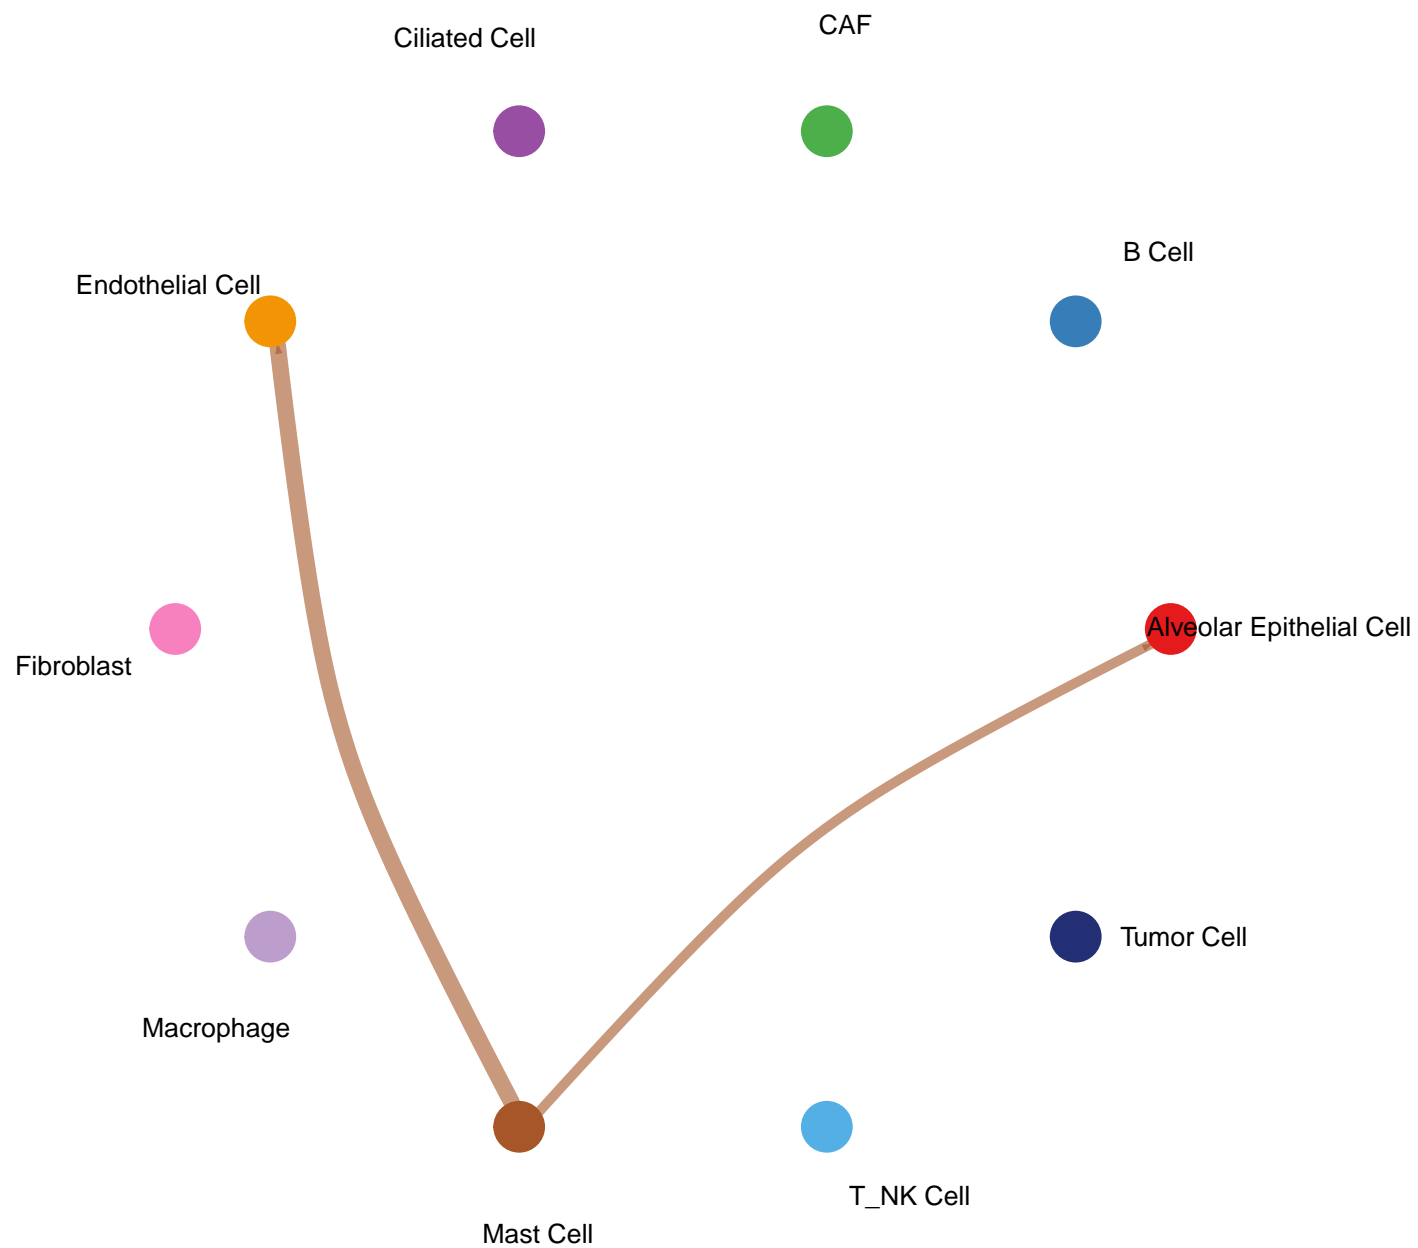 CAF
Ciliated Cell
B Cell
Endothelial Cell
Alveolar Epithelial Cell
Fibroblast
Tumor Cell
Macrophage
T_NK Cell
Mast Cell